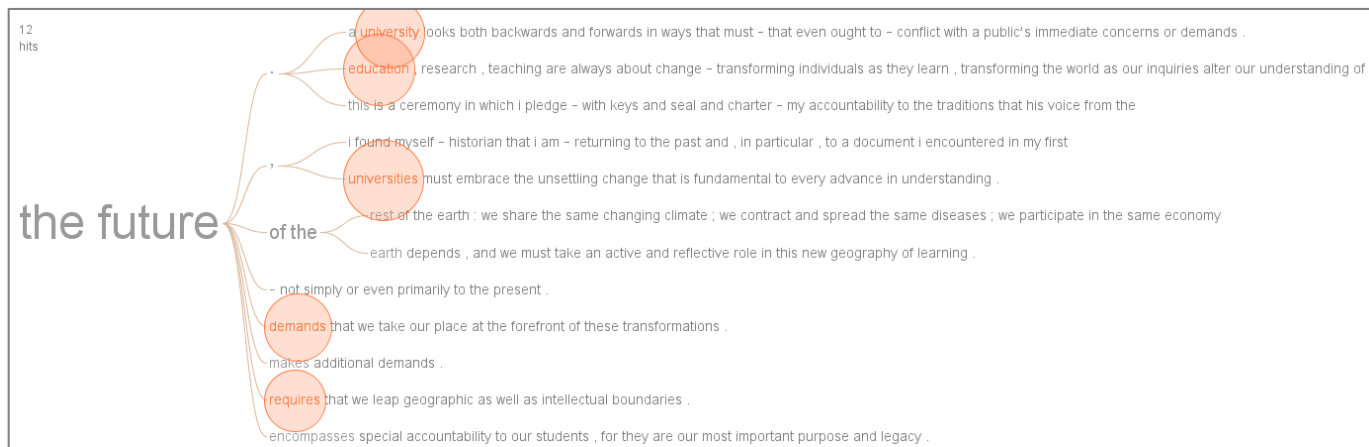 12
hits
a university ooks both backwards and forwards in ways that must – that even ought to – conflict with a public's immediate concerns or demands .
.
education , research , teaching are always about change – transforming individuals as they learn , transforming the world as our inquiries alter our understanding of
this is a ceremony in which i pledge – with keys and seal and charter – my accountability to the traditions that his voice from the
i found myself – historian that i am – returning to the past and , in particular , to a document i encountered in my first
,
universities must embrace the unsettling change that is fundamental to every advance in understanding .
the future
rest of the earth : we share the same changing climate ; we contract and spread the same diseases ; we participate in the same economy
of the
earth depends , and we must take an active and reflective role in this new geography of learning .
– not simply or even primarily to the present .
demands that we take our place at the forefront of these transformations .
makes additional demands .
requires that we leap geographic as well as intellectual boundaries .
encompasses special accountability to our students , for they are our most important purpose and legacy .